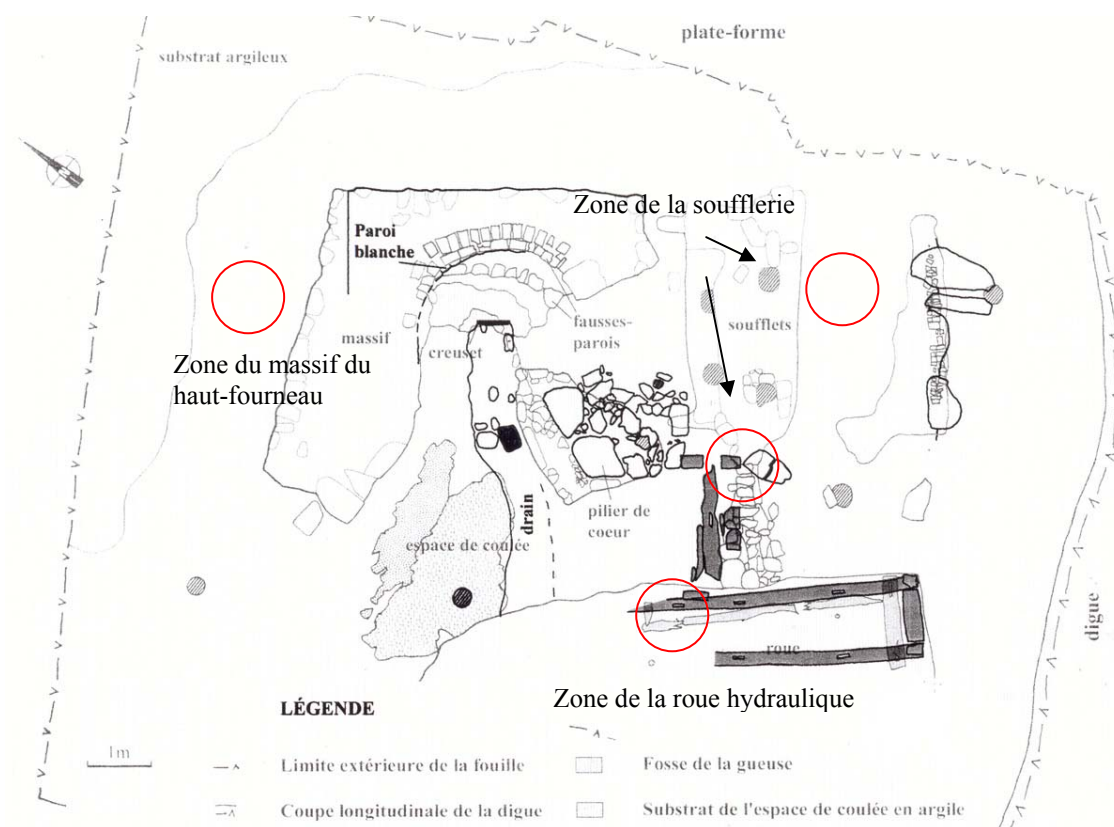 plate-forme
substrat argileux
Zone de la soufflerie
Paroi
blanche
massif
creuset
fausses-
parois
soufflets
Zone du massif du
haut-fourneau
drain
pilier de
coeur
espace de coulée
digue
roue
Zone de la roue hydraulique
LÉGENDE
1m
Limite extérieure de la fouille
Fosse de la gueuse
Coupe longitudinale de la digue
Substrat de l'espace de coulée en argile